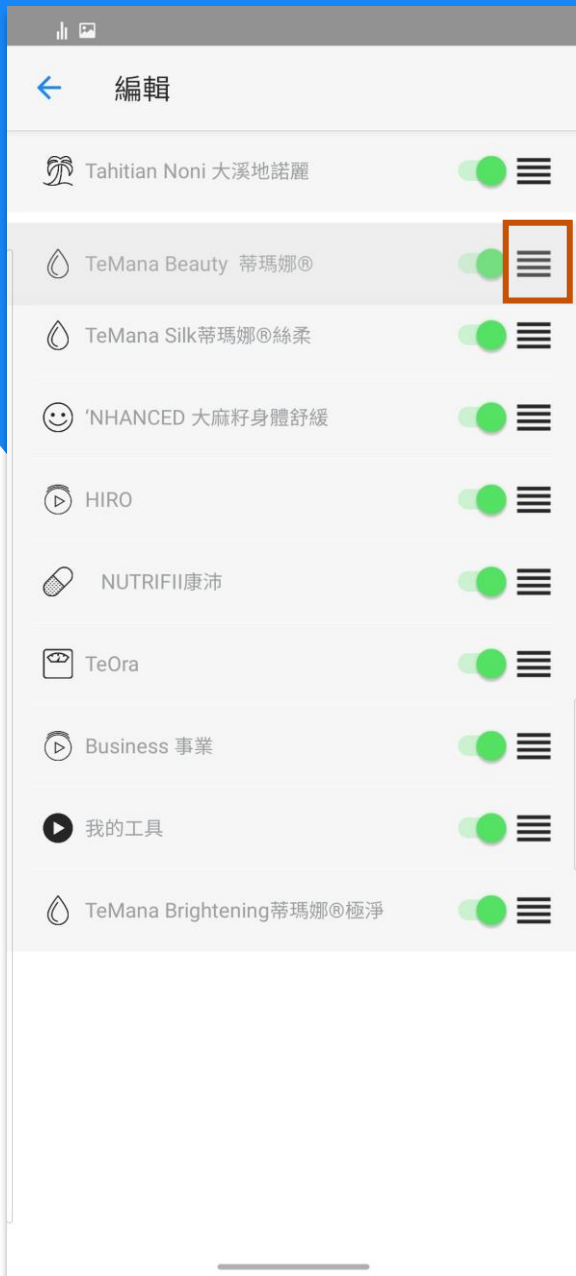 編輯
Tahitian Noni 大溪地諾麗
TeMana Beauty 蒂瑪娜®
TeMana Silk蒂瑪娜®絲柔
‘NHANCED 大麻籽身體舒緩
HIRO
NUTRIFII康沛
TeOra
Business 事業
我的工具
TeMana Brightening蒂瑪娜®極淨